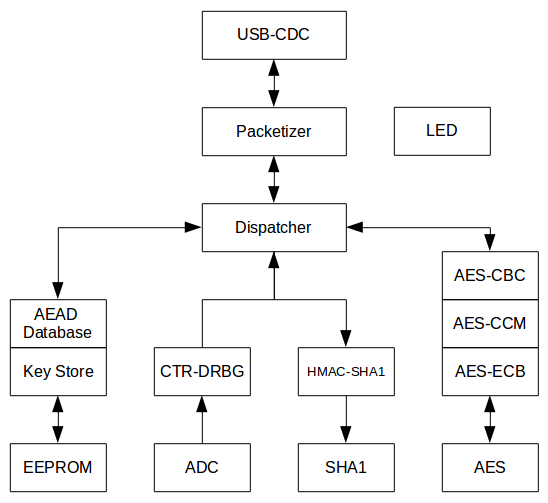 USB-CDC
Packetizer
LED
Dispatcher
AES-CBC
AEAD
Database
AES-CCM
Key Store
CTR-DRBG
HMAC-SHA1
AES-ECB
EEPROM
ADC
SHA1
AES